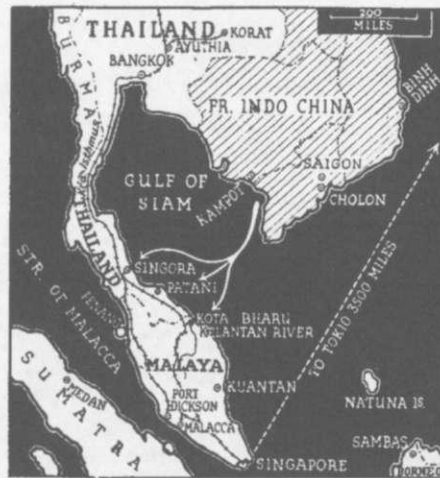 THAILAND
200
MILES
KORAT
AYUTHIA
BANGKOK
BURMA
FR. INDO CHINA
BINH DINH
SAIGON
CHOLON
KAMPOT
GULF OF
SIAM
THAILAND
SINGORA
PATANI
STR. OF MALACCA
PENANG
KOTA BHARU
KELANTAN RIVER
TO TOKIO 3500 MILES
MALAYA
KUANTAN
PORT
DICKSON
MALACCA
NATUNA IS.
SUMATRA
MEDAN
SAMBAS
SINGAPORE
BORNEO